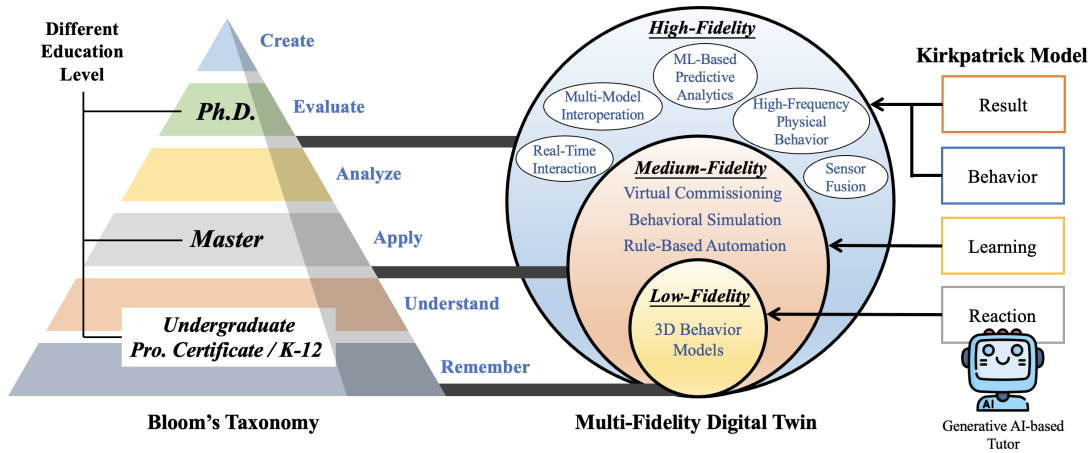 Different
Education
Level
Ph.D.
Master
Undergraduate
Pro. Certificate / K-12
Create
Evaluate
Analyze
Apply
Understand
Remember
Bloom's Taxonomy
High-Fidelity
ML-Based
Predictive
Analytics
Multi-Model
Interoperation
High-Frequency
Physical
Behavior
Real-Time
Interaction
Sensor
Fusion
Medium-Fidelity
Virtual Commissioning
Behavioral Simulation
Rule-Based Automation
Low-Fidelity
3D Behavior
Models
Multi-Fidelity Digital Twin
Kirkpatrick Model
Result
Behavior
Learning
Reaction
AI
Generative AI-based
Tutor